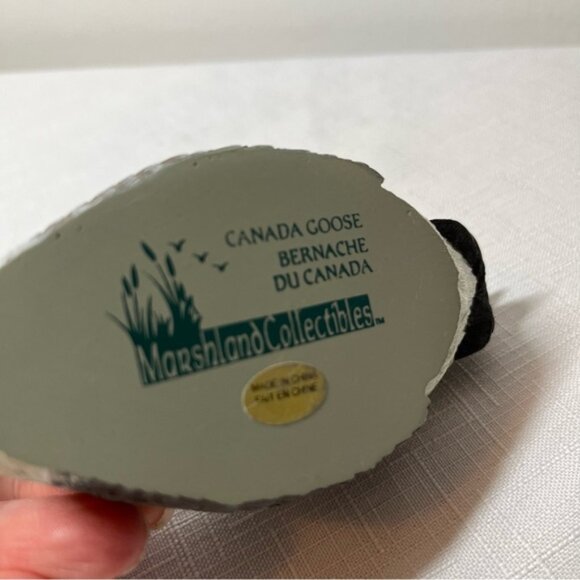 CANADA GOOSE
BERNACHE
DU CANADA
MarshlandCollectibles™
MADE IN CHINA
FAIT EN CHINE